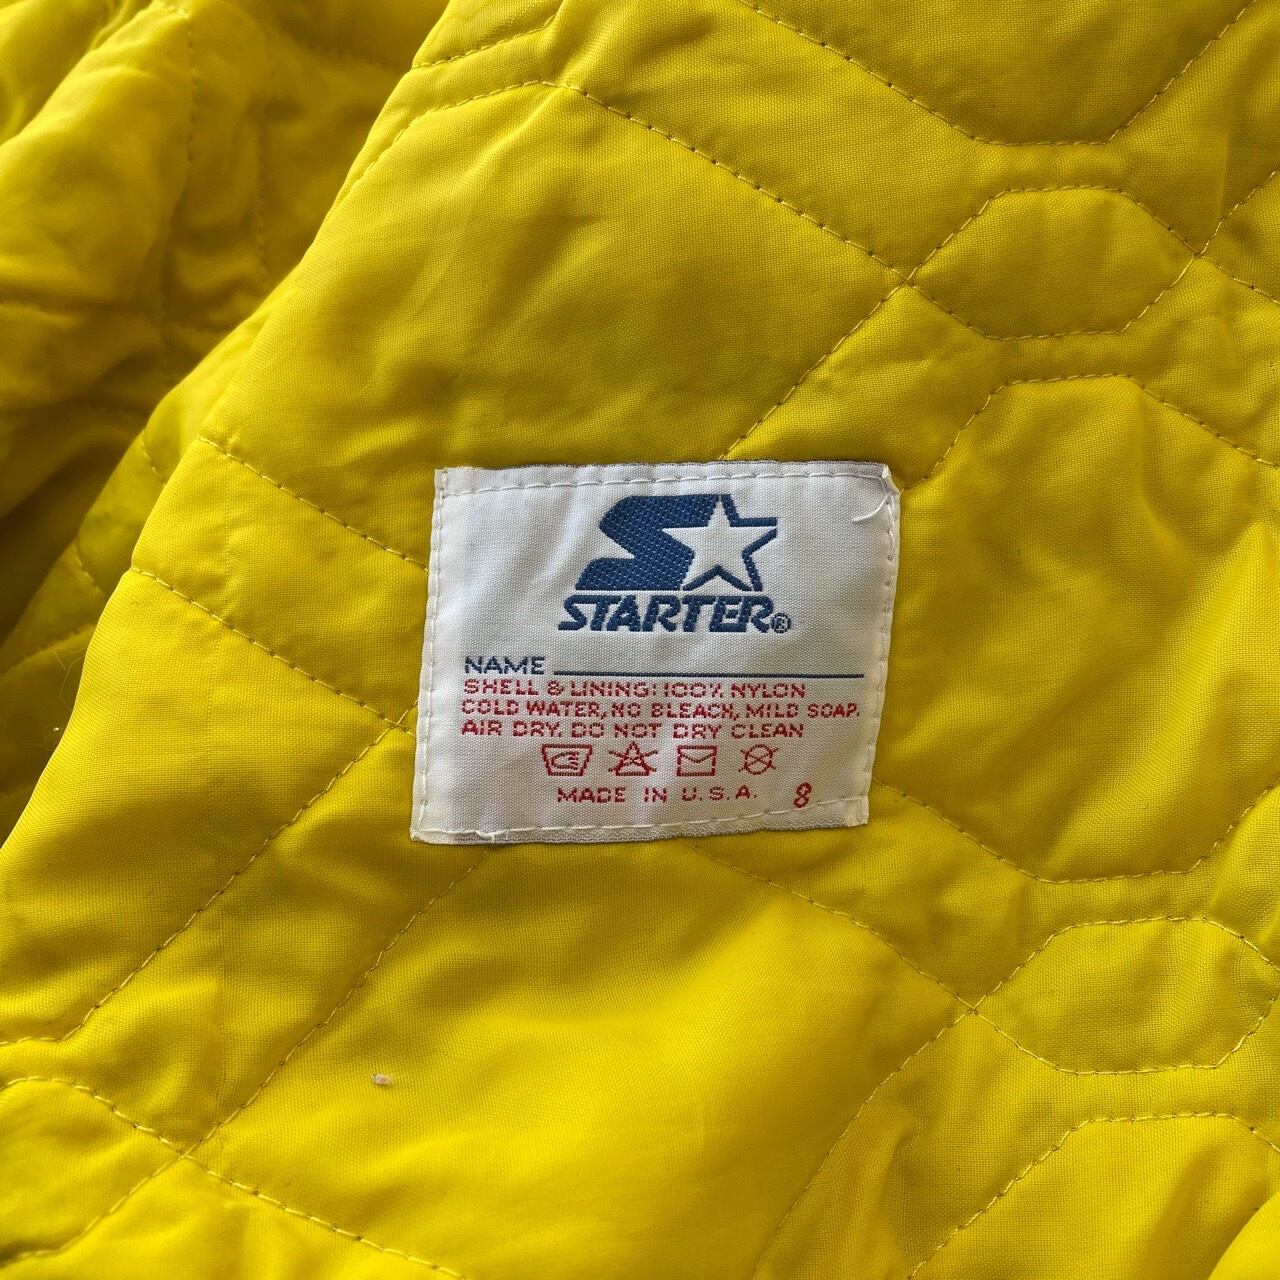 STARTER®
NAME
SHELL & LINING: 100% NYLON
COLD WATER, NO BLEACH, MILD SOAP.
AIR DRY. DO NOT DRY CLEAN
MADE IN U.S.A. 8